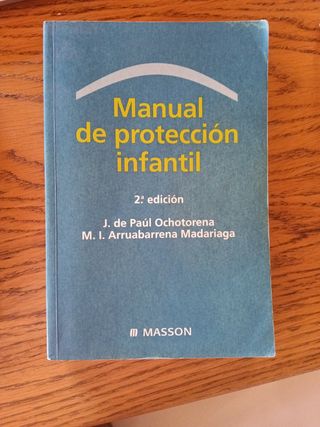 Manual
de protección
infantil
2.ª edición
J. de Paúl Ochotorena
M. I. Arruabarrena Madariaga
m MASSON